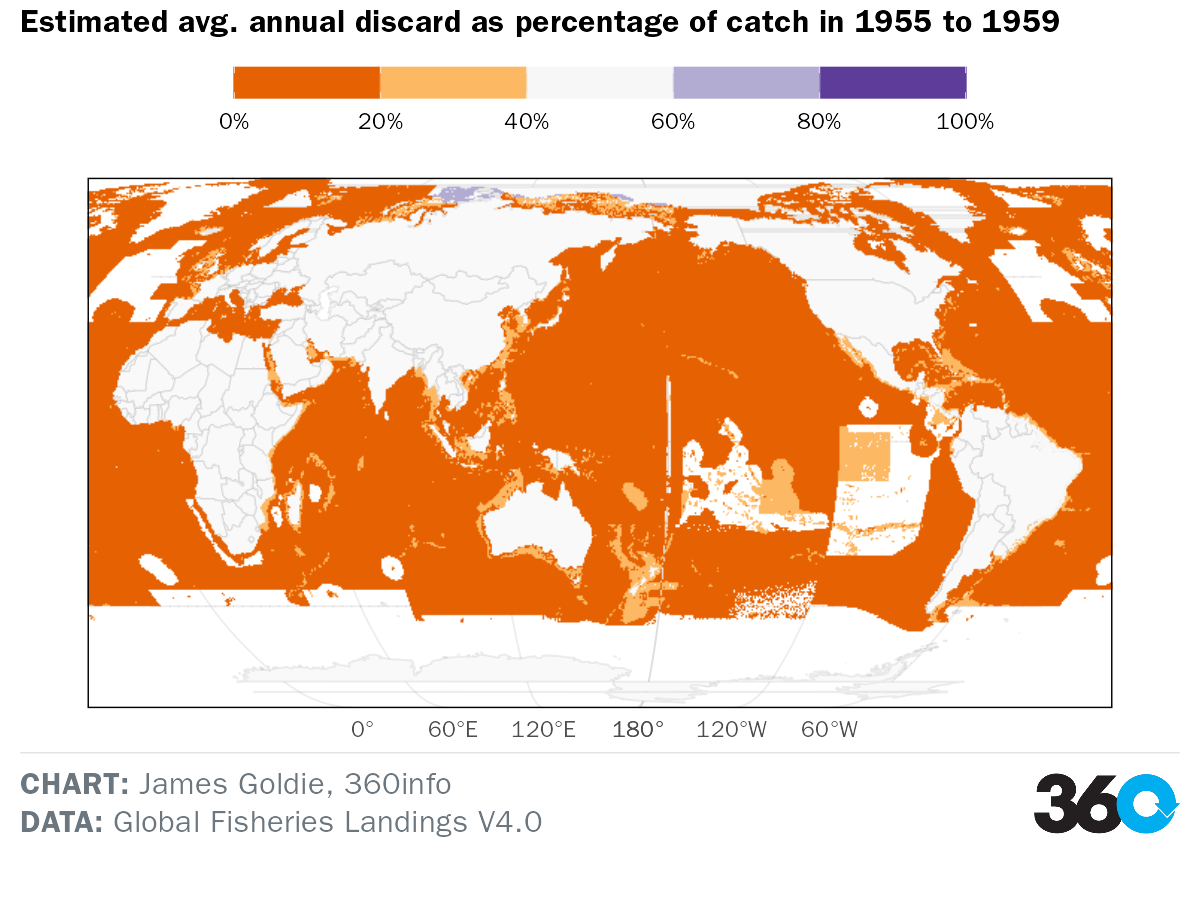 Estimated avg. annual discard as percentage of catch in 1955 to 1959
0% 20% 40% 60% 80% 100%
0° 60°E 120°E 180° 120°W 60°W
CHART: James Goldie, 360info
DATA: Global Fisheries Landings V4.0
360